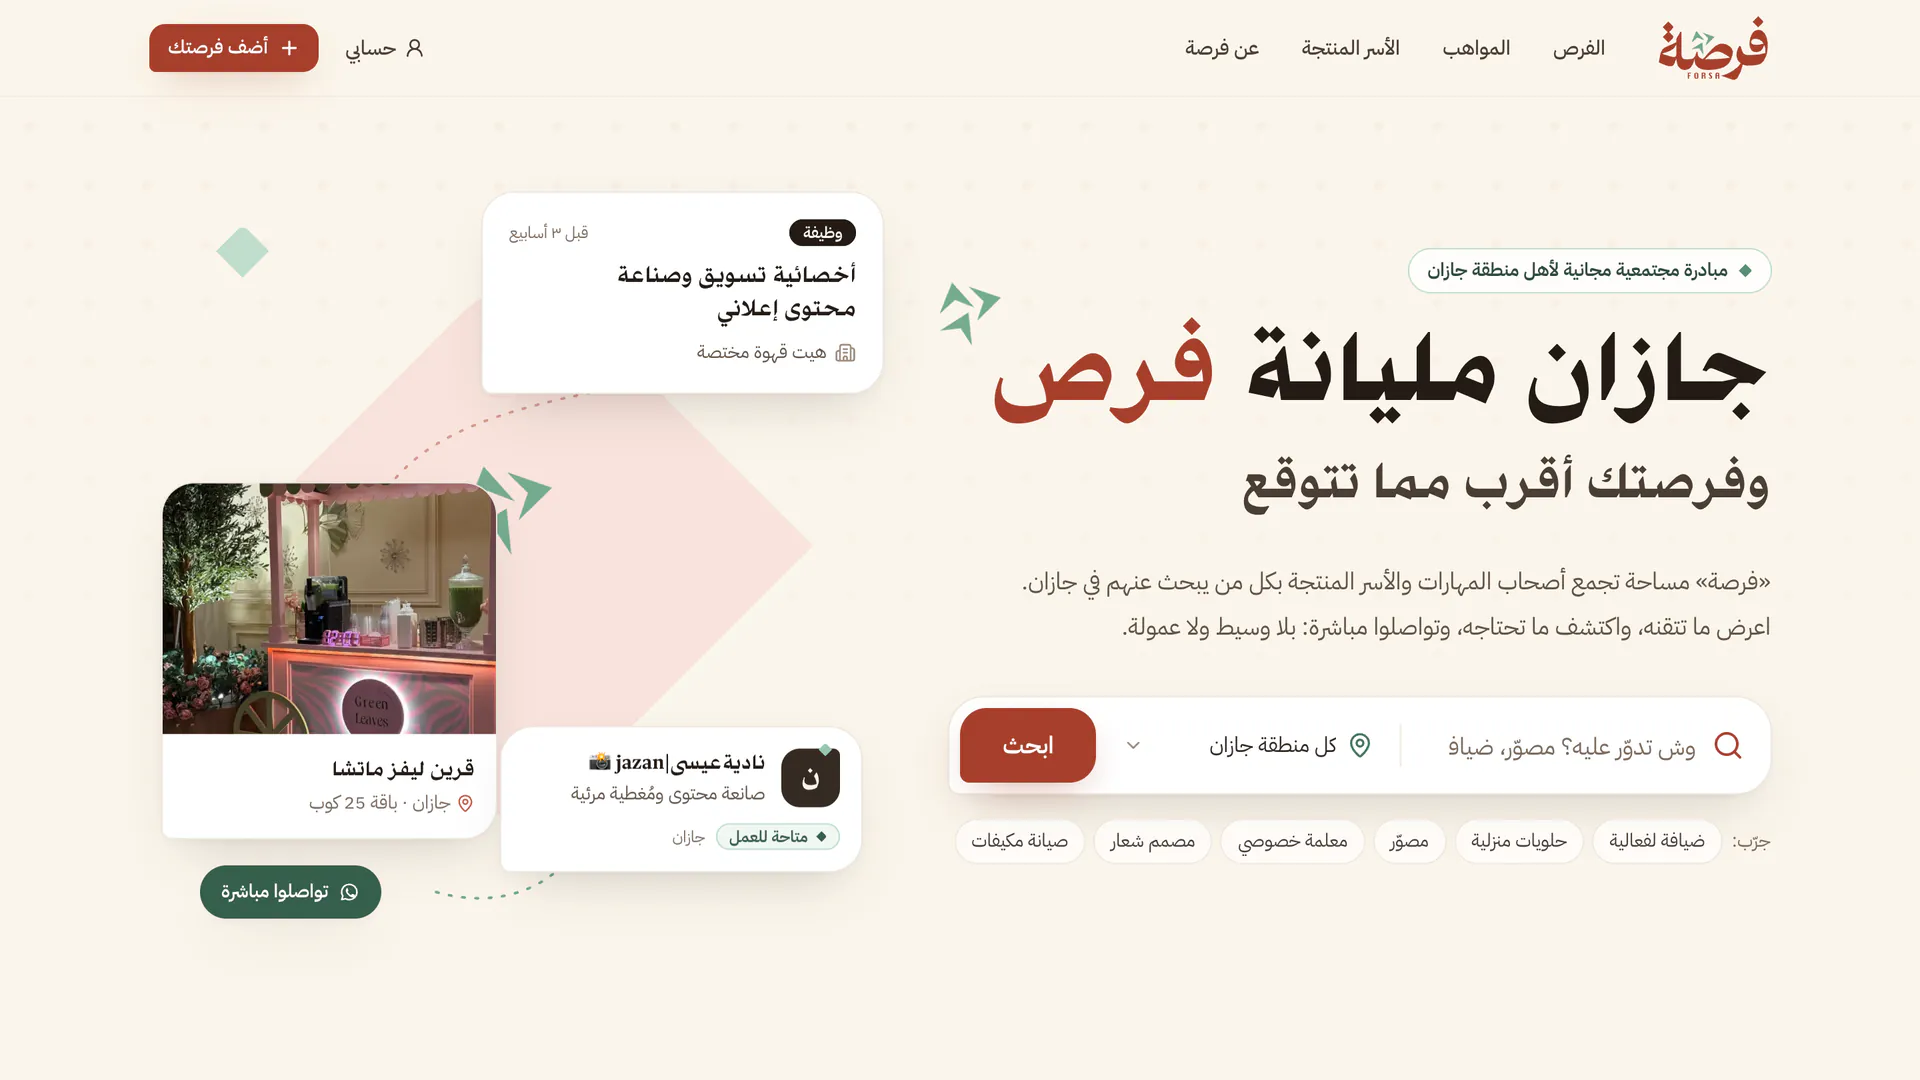 فرصة
FORSA
الفرص
المواهب
الأسر المنتجة
عن فرصة
حسابي
أضف فرصتك
مبادرة مجتمعية مجانية لأهل منطقة جازان
جازان مليانة فرص
وفرصتك أقرب مما تتوقع
«فرصة» مساحة تجمع أصحاب المهارات والأسر المنتجة بكل من يبحث عنهم في جازان.
اعرض ما تتقنه، واكتشف ما تحتاجه، وتواصلوا مباشرة: بلا وسيط ولا عمولة.
وش تدوّر عليه؟ مصوّر، ضياف
كل منطقة جازان
ابحث
جرّب:
ضيافة لفعالية
حلويات منزلية
مصوّر
معلمة خصوصي
مصمم شعار
صيانة مكيفات
وظيفة
قبل ٣ أسابيع
أخصائية تسويق وصناعة
محتوى إعلاني
هيت قهوة مختصة
Green
Leaves
قرين ليفز ماتشا
جازان · باقة 25 كوب
ن
نادية عيسى|jazan 📸
صانعة محتوى ومُغطية مرئية
متاحة للعمل
جازان
تواصلوا مباشرة